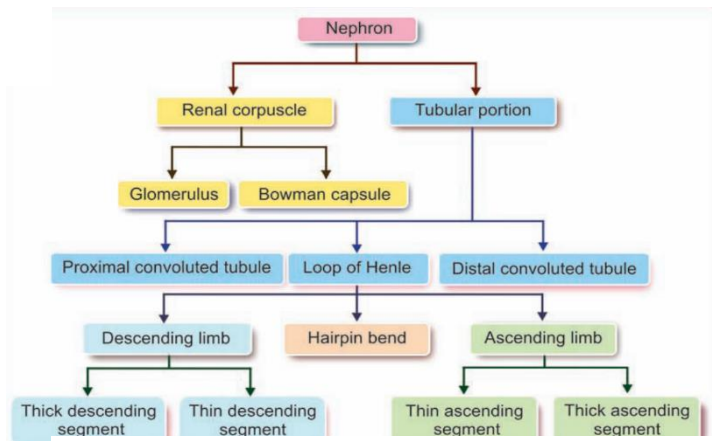 Nephron
Renal corpuscle
Tubular portion
Glomerulus
Bowman capsule
Proximal convoluted tubule
Loop of Henle
Distal convoluted tubule
Descending limb
Hairpin bend
Ascending limb
Thick descending
segment
Thin descending
segment
Thin ascending
segment
Thick ascending
segment